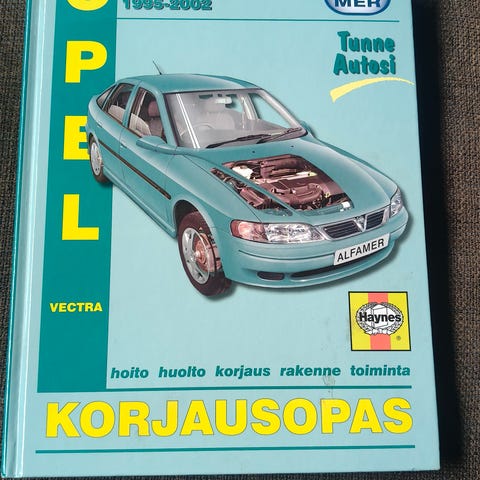 OPEL
1995-2002
MER
Tunne
Autosi
ALFAMER
VECTRA
Haynes
®
hoito huolto korjaus rakenne toiminta
KORJAUSOPAS